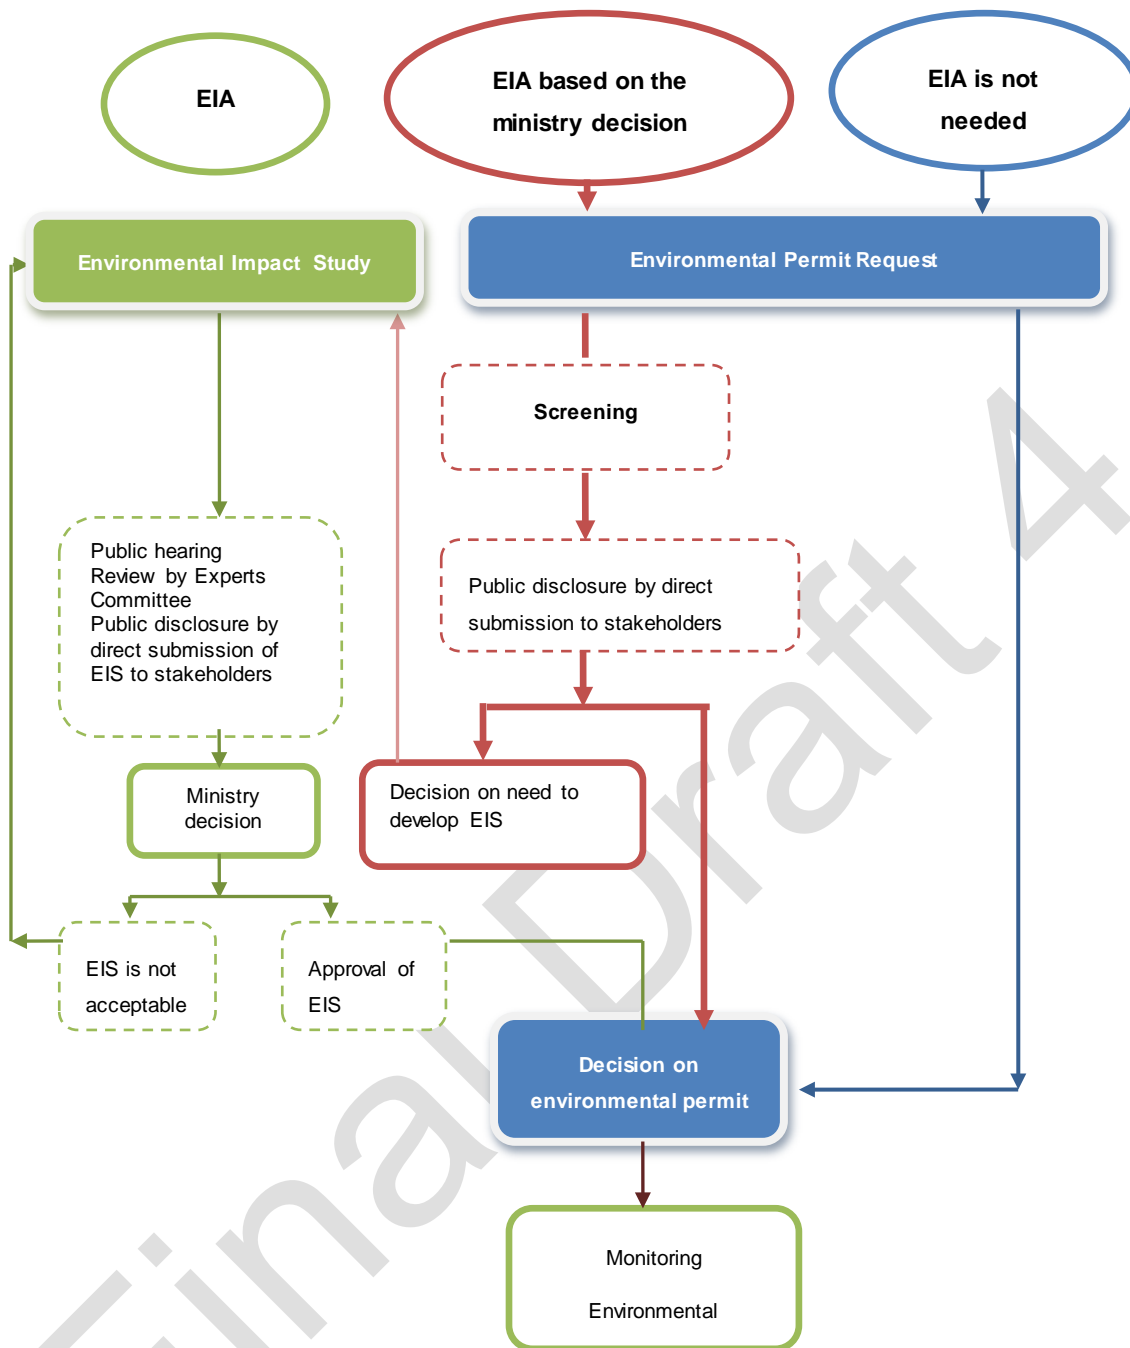 EIA
EIA based on the
ministry decision
EIA is not
needed
Environmental Impact Study
Environmental Permit Request
Screening
Public hearing
Review by Experts
Committee
Public disclosure by
direct submission of
EIS to stakeholders
Public disclosure by direct
submission to stakeholders
Ministry
decision
Decision on need to
develop EIS
EIS is not
acceptable
Approval of
EIS
Decision on
environmental permit
Monitoring
Environmental
Final Draft 4